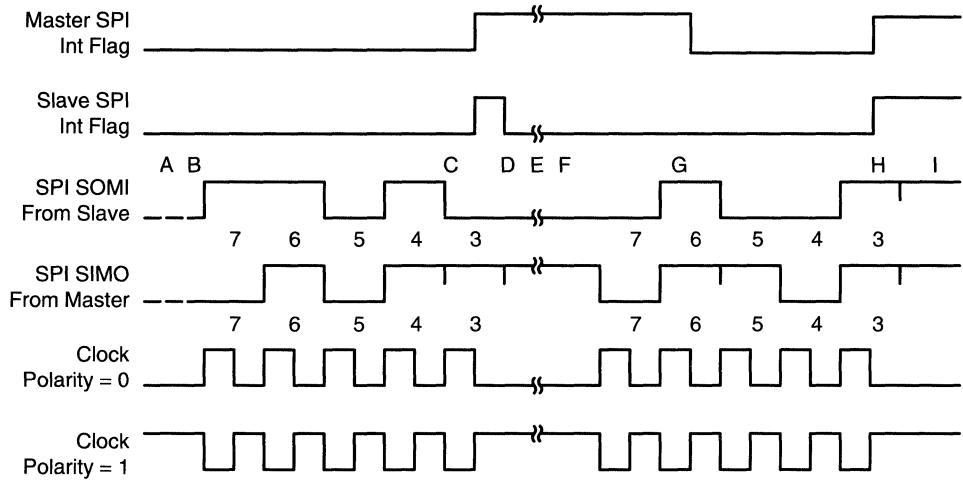 Master SPI
Int Flag
Slave SPI
Int Flag
A B C D E F G H I
SPI SOMI
From Slave
7 6 5 4 3 7 6 5 4 3
SPI SIMO
From Master
7 6 5 4 3 7 6 5 4 3
Clock
Polarity = 0
Clock
Polarity = 1